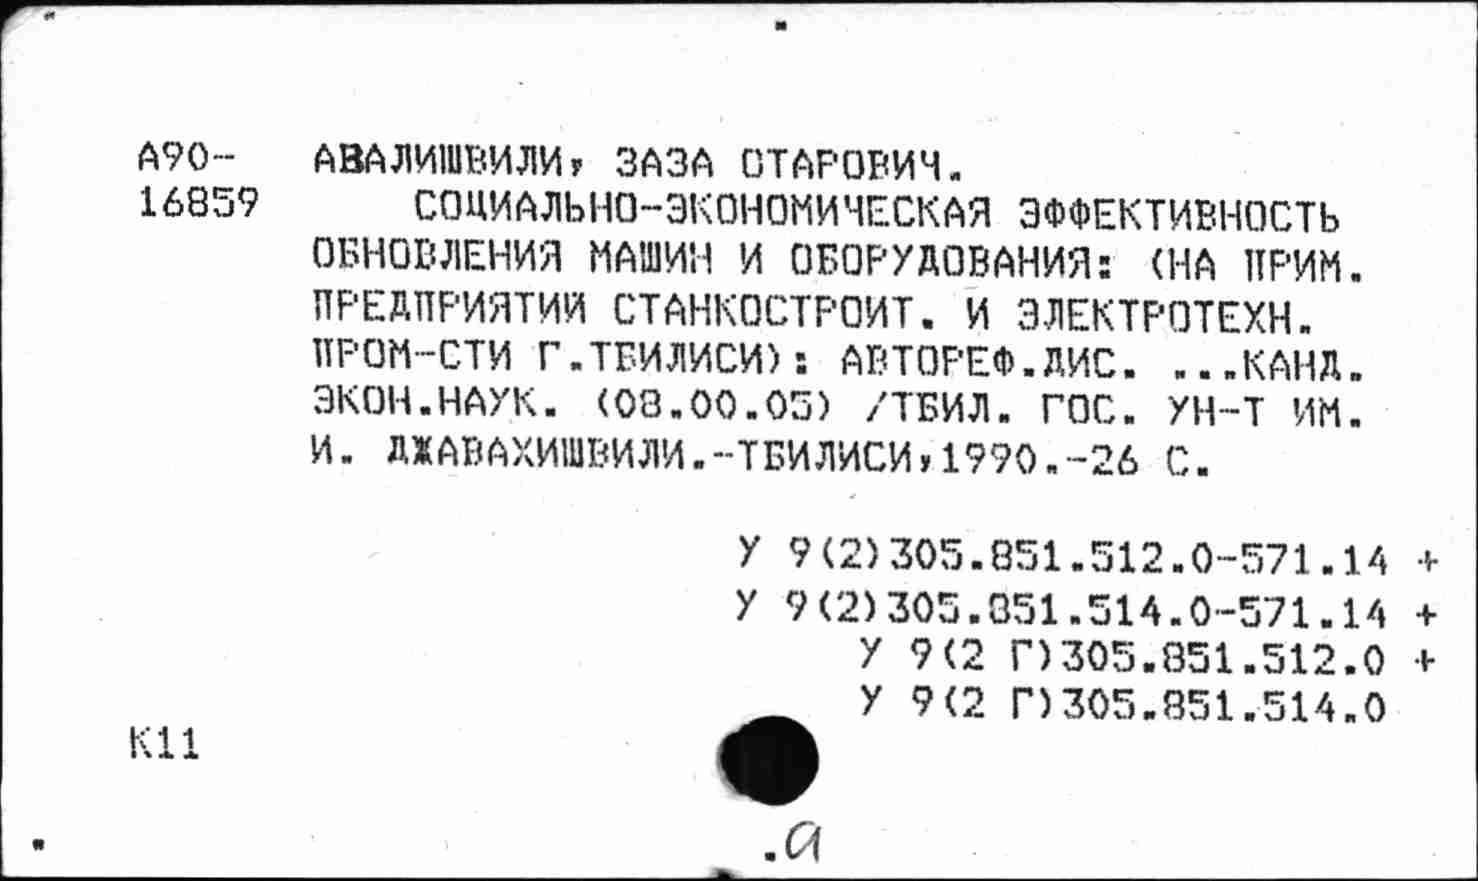 А90- АВАЛИШВИЛИ, ЗАЗА ОТАРОВИЧ.
16859 СОЦИАЛЬНО-ЭКОНОМИЧЕСКАЯ ЭФФЕКТИВНОСТЬ
ОБНОВЛЕНИЯ МАШИН И ОБОРУДОВАНИЯ: (НА ПРИМ.
ПРЕДПРИЯТИЙ СТАНКОСТРОИТ. И ЭЛЕКТРОТЕХН.
ПРОМ-СТИ Г.ТБИЛИСИ): АВТОРЕФ.ДИС. ...КАНД.
ЭКОН.НАУК. (08.00.05) /ТБИЛ. ГОС. УН-Т ИМ.
И. ДЖАВАХИШВИЛИ.-ТБИЛИСИ,1990.-26 С.
У 9(2)305.851.512.0-571.14 +
У 9(2)305.851.514.0-571.14 +
У 9(2 Г)305.851.512.0 +
У 9(2 Г)305.851.514.0
К11
.а